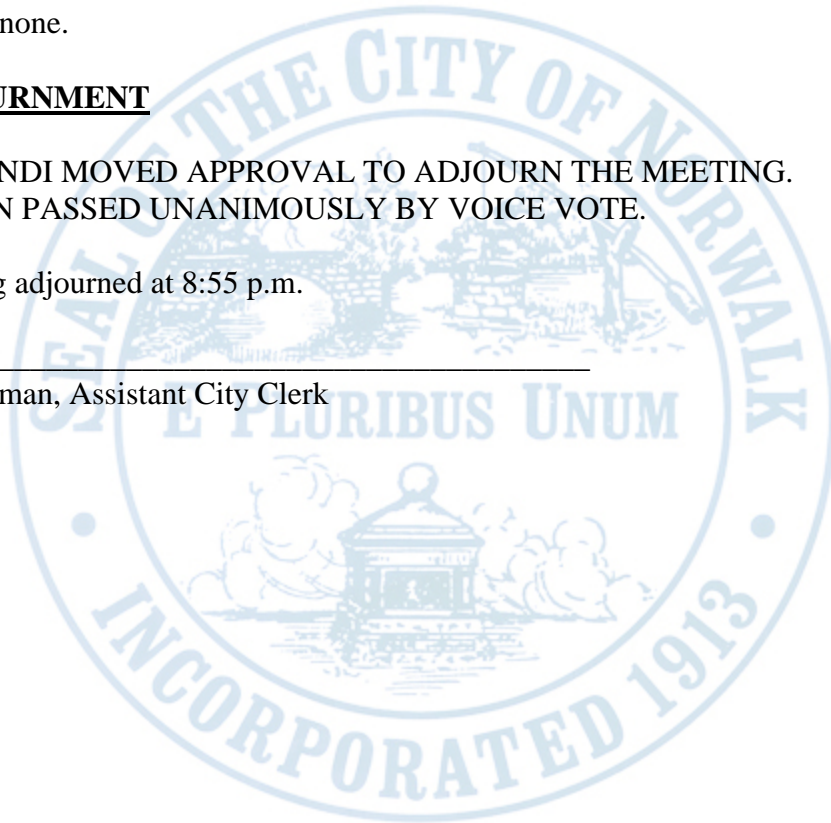 none.
URNMENT
NDI MOVED APPROVAL TO ADJOURN THE MEETING.
N PASSED UNANIMOUSLY BY VOICE VOTE.
g adjourned at 8:55 p.m.
man, Assistant City Clerk
SEAL OF THE CITY OF NORWALK
E PLURIBUS UNUM
INCORPORATED 1913